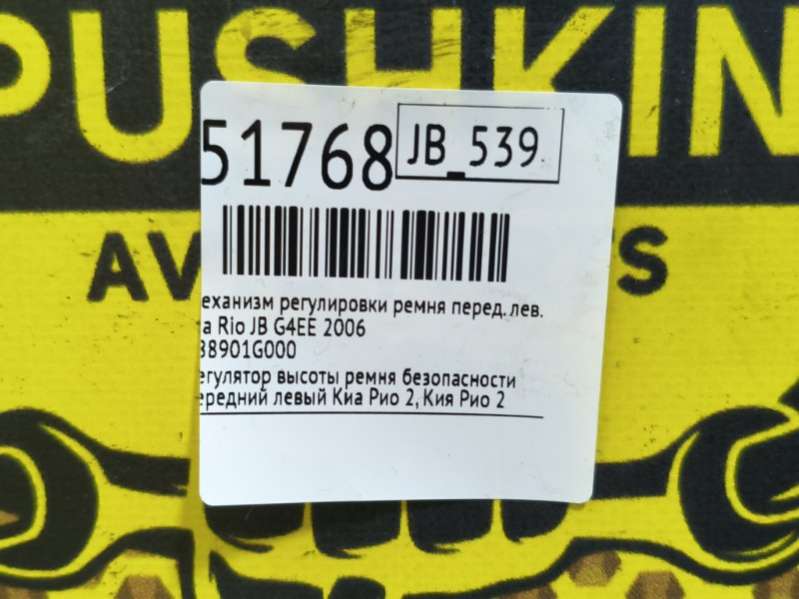 PUSHKIN
51768
JB_539.
AV
S
еханизм регулировки ремня перед. лев.
a Rio JB G4EE 2006
38901G000
егулятор высоты ремня безопасности
ередний левый Киа Рио 2, Кия Рио 2